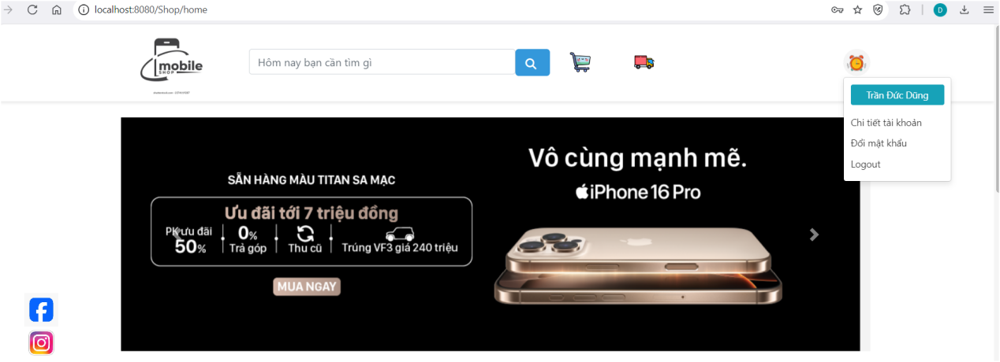 localhost:8080/Shop/home
D
mobile
SHOP
Hôm nay bạn cần tìm gì
Trần Đức Dũng
Chi tiết tài khoản
Đổi mật khẩu
Logout
Vô cùng mạnh mẽ.
iPhone 16 Pro
SẴN HÀNG MÀU TITAN SA MẠC
Ưu đãi tới 7 triệu đồng
PK ưu đãi
50%
0%
Trả góp
Thu cũ
Trúng VF3 giá 240 triệu
MUA NGAY